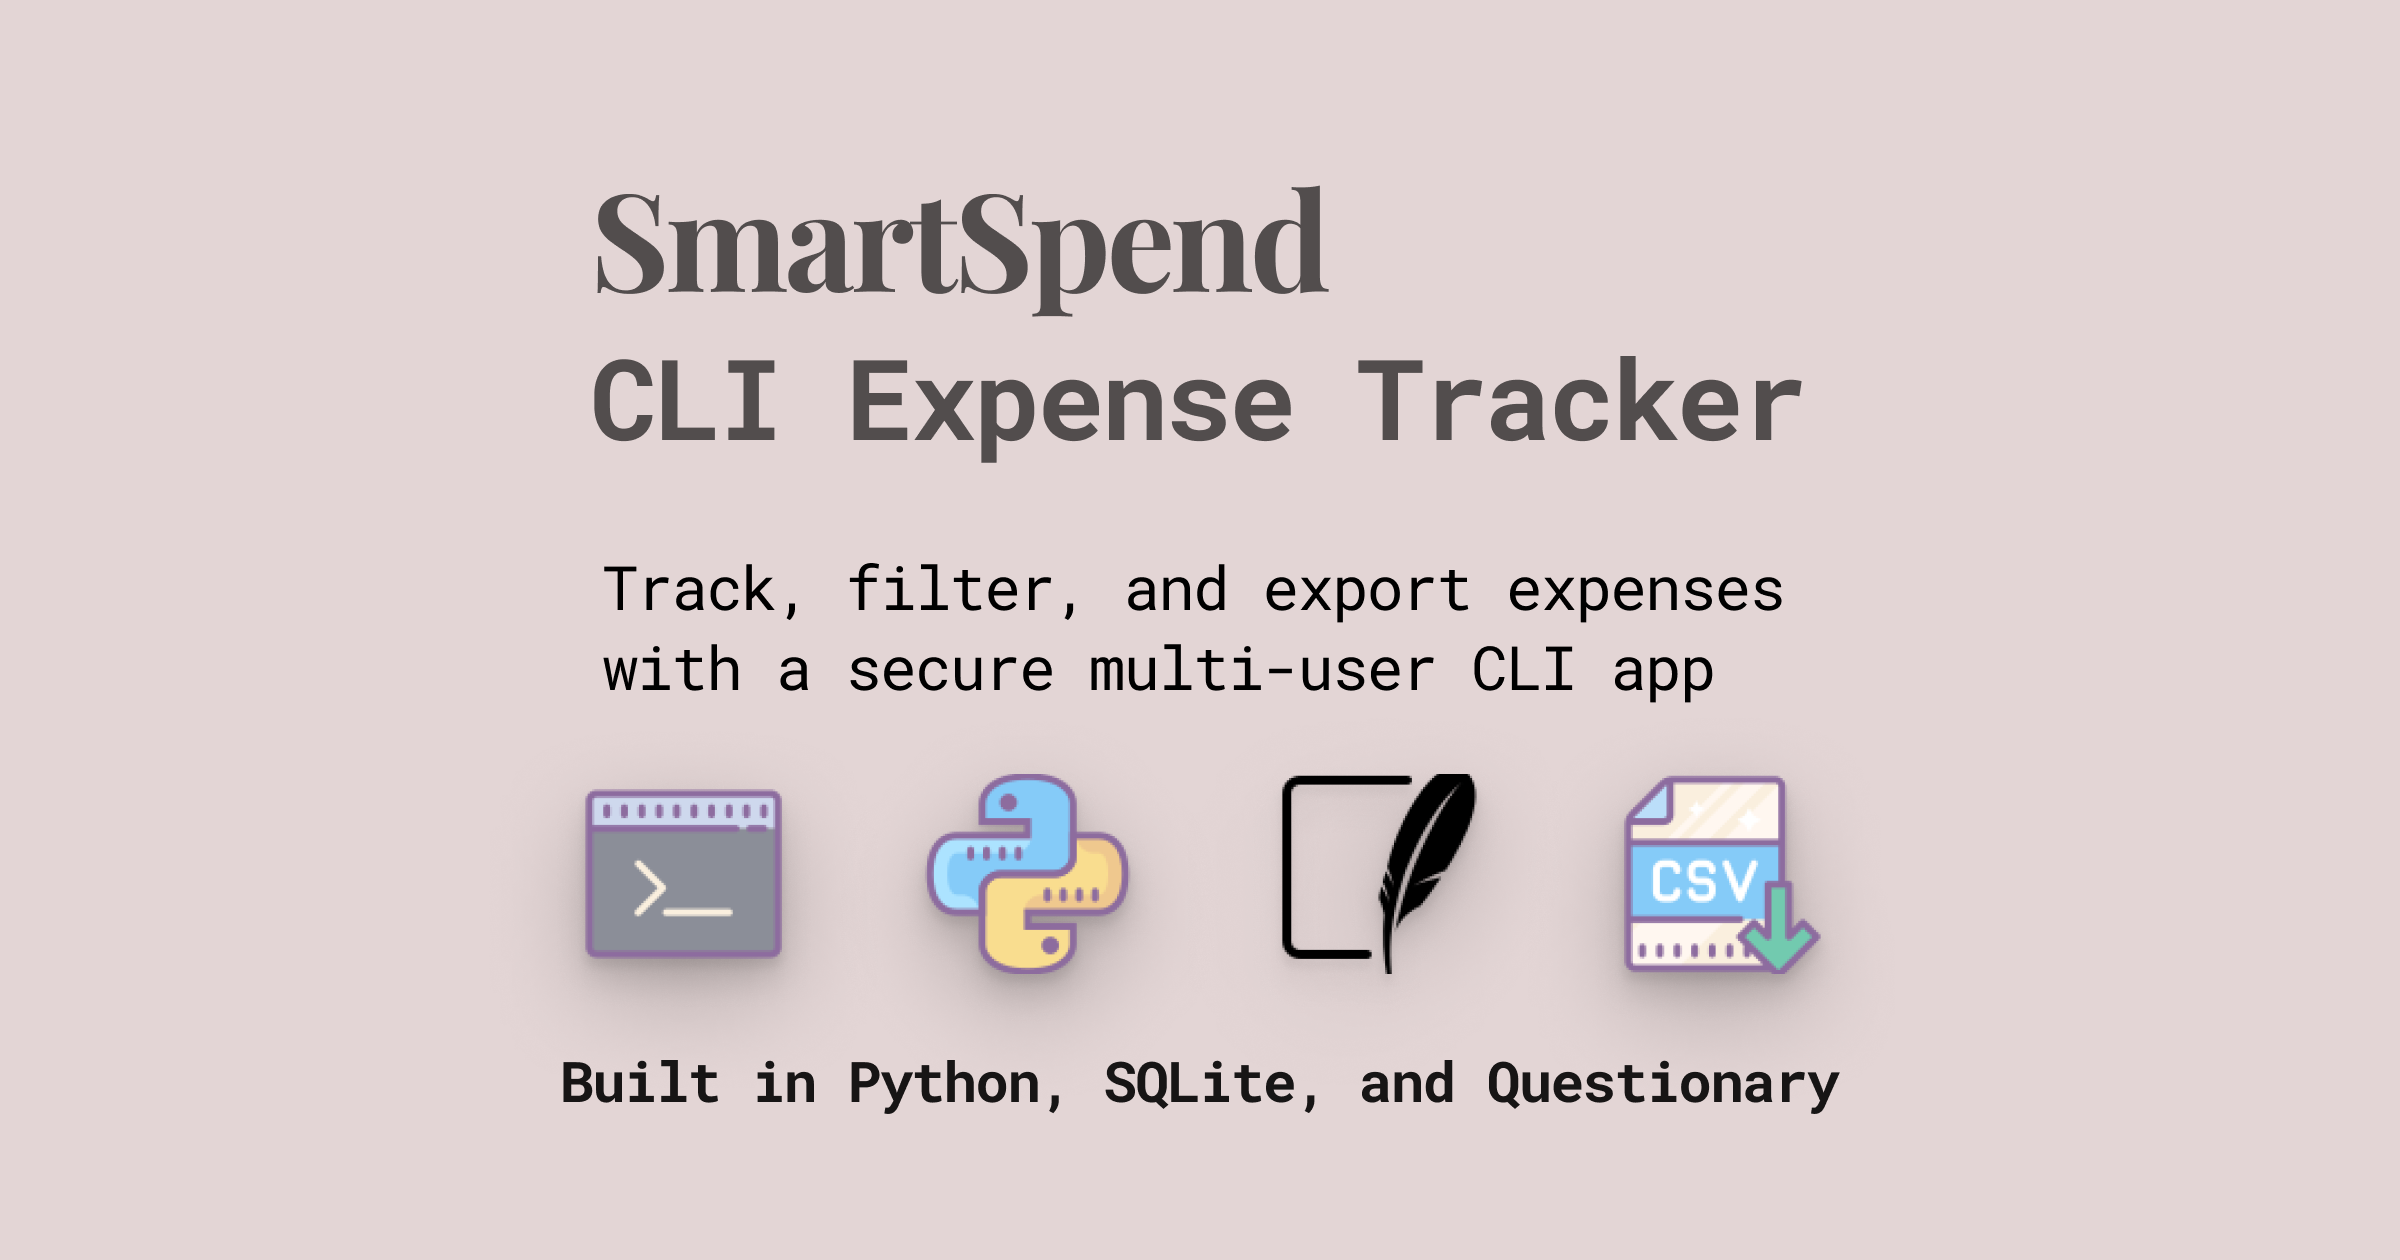 SmartSpend
CLI Expense Tracker
Track, filter, and export expenses
with a secure multi-user CLI app
>_
CSV
Built in Python, SQLite, and Questionary